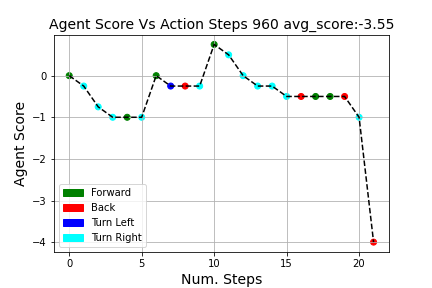 Agent Score Vs Action Steps 960 avg_score:-3.55
Agent Score
0
−1
−2
−3
−4
Forward
Back
Turn Left
Turn Right
0 5 10 15 20
Num. Steps